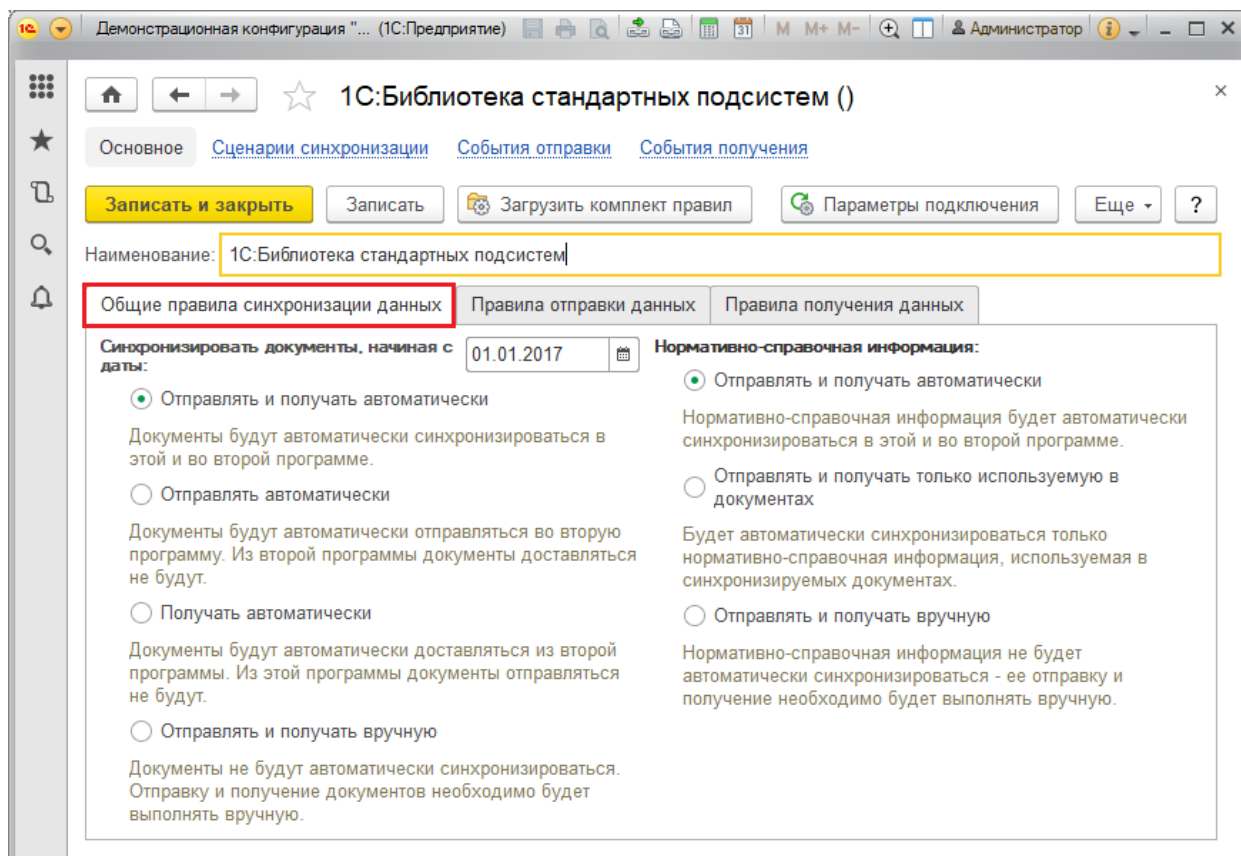 Демонстрационная конфигурация "... (1С:Предприятие) 31 M M+ M- Администратор
1С:Библиотека стандартных подсистем ()
Основное Сценарии синхронизации События отправки События получения
Записать и закрыть Записать Загрузить комплект правил Параметры подключения Еще ?
Наименование: 1С:Библиотека стандартных подсистем
Общие правила синхронизации данных Правила отправки данных Правила получения данных
Синхронизировать документы, начиная с даты: 01.01.2017
Отправлять и получать автоматически
Документы будут автоматически синхронизироваться в
этой и во второй программе.
Отправлять автоматически
Документы будут автоматически отправляться во вторую
программу. Из второй программы документы доставляться
не будут.
Получать автоматически
Документы будут автоматически доставляться из второй
программы. Из этой программы документы отправляться
не будут.
Отправлять и получать вручную
Документы не будут автоматически синхронизироваться.
Отправку и получение документов необходимо будет
выполнять вручную.
Нормативно-справочная информация:
Отправлять и получать автоматически
Нормативно-справочная информация будет автоматически
синхронизироваться в этой и во второй программе.
Отправлять и получать только используемую в
документах
Будет автоматически синхронизироваться только
нормативно-справочная информация, используемая в
синхронизируемых документах.
Отправлять и получать вручную
Нормативно-справочная информация не будет
автоматически синхронизироваться - ее отправку и
получение необходимо будет выполнять вручную.